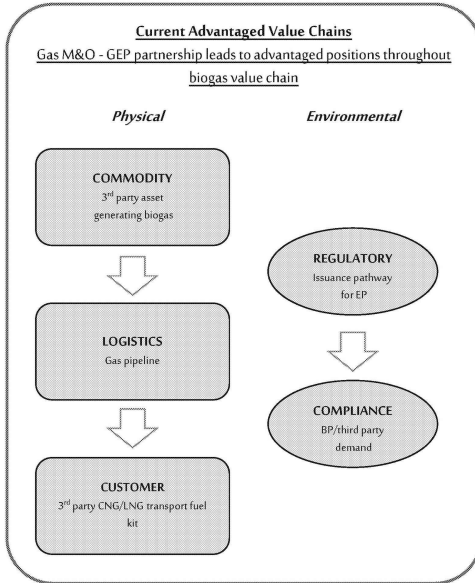 Current Advantaged Value Chains
Gas M&O - GEP partnership leads to advantaged positions throughout
biogas value chain
Physical
Environmental
COMMODITY
3rd party asset
generating biogas
REGULATORY
Issuance pathway
for EP
LOGISTICS
Gas pipeline
COMPLIANCE
BP/third party
demand
CUSTOMER
3rd party CNG/LNG transport fuel
kit